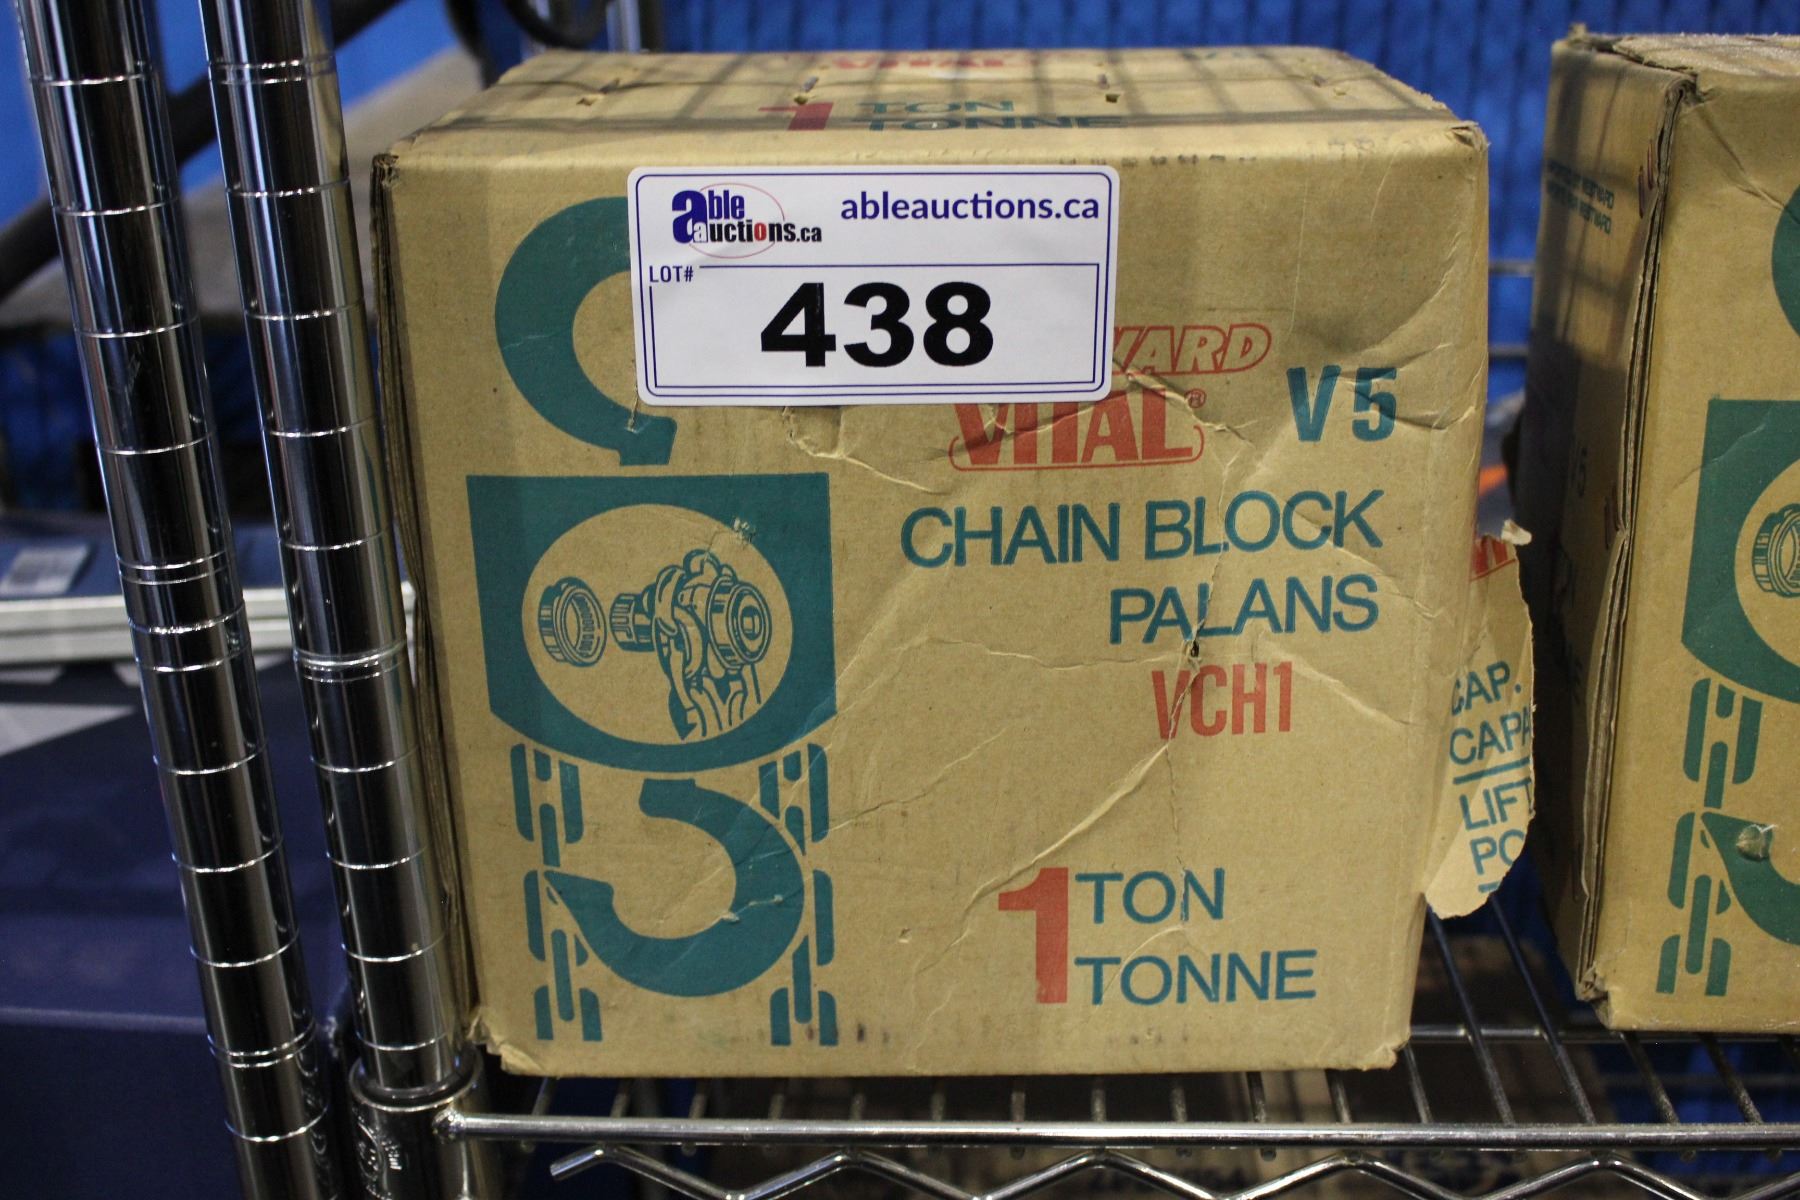 1 TON
TONNE
able auctions.ca
ableauctions.ca
LOT#
438
VITAL®
V5
CHAIN BLOCK
PALANS
VCH1
1 TON
TONNE
CAP.
LIFT